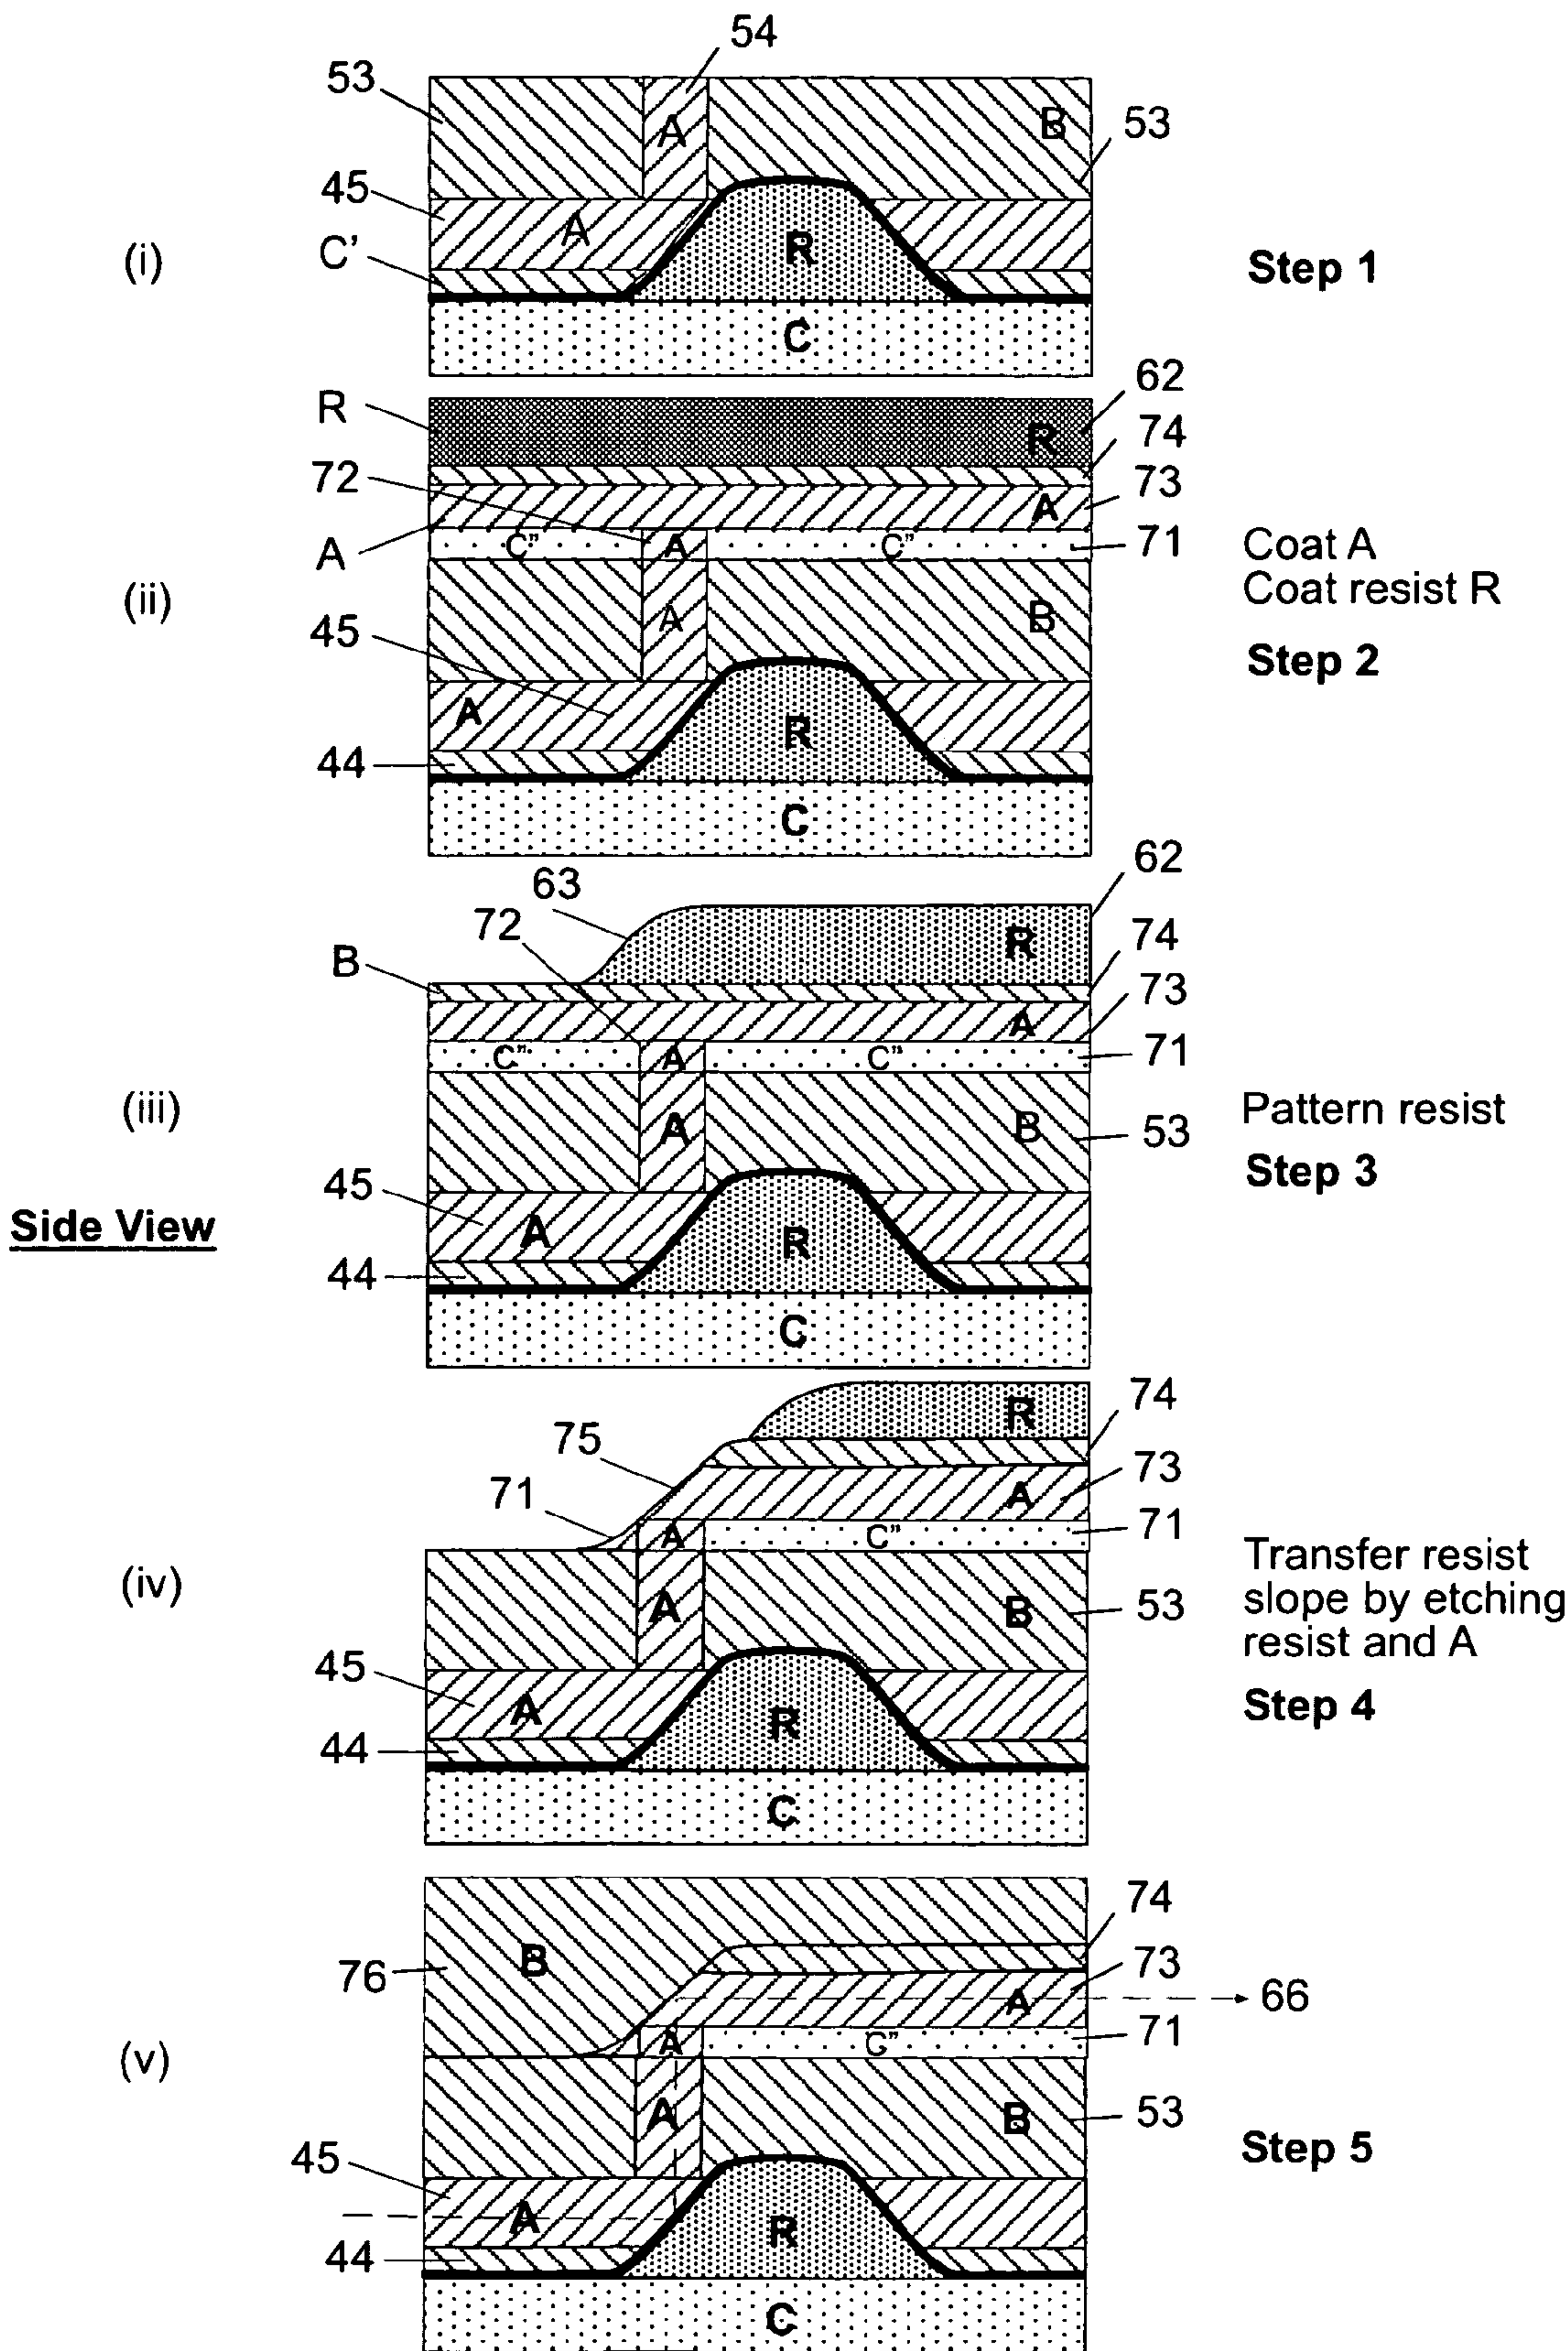 54
53
A
B
53
45
A
C'
R
(i)
Step 1
C
62
R
R
74
72
73
A
A
C"
A
C"
71
Coat A
(ii)
Coat resist R
A
B
45
Step 2
A
R
44
C
62
63
72
R
74
B
73
A
C"
A
C"
71
(iii)
Pattern resist
A
B
53
Step 3
45
Side View
A
R
44
C
74
R
75
73
71
A
A
C"
71
Transfer resist
(iv)
slope by etching
A
B
53
resist and A
45
Step 4
A
R
44
C
74
B
73
76
A
66
A
C"
71
(v)
A
B
53
Step 5
45
A
R
44
C